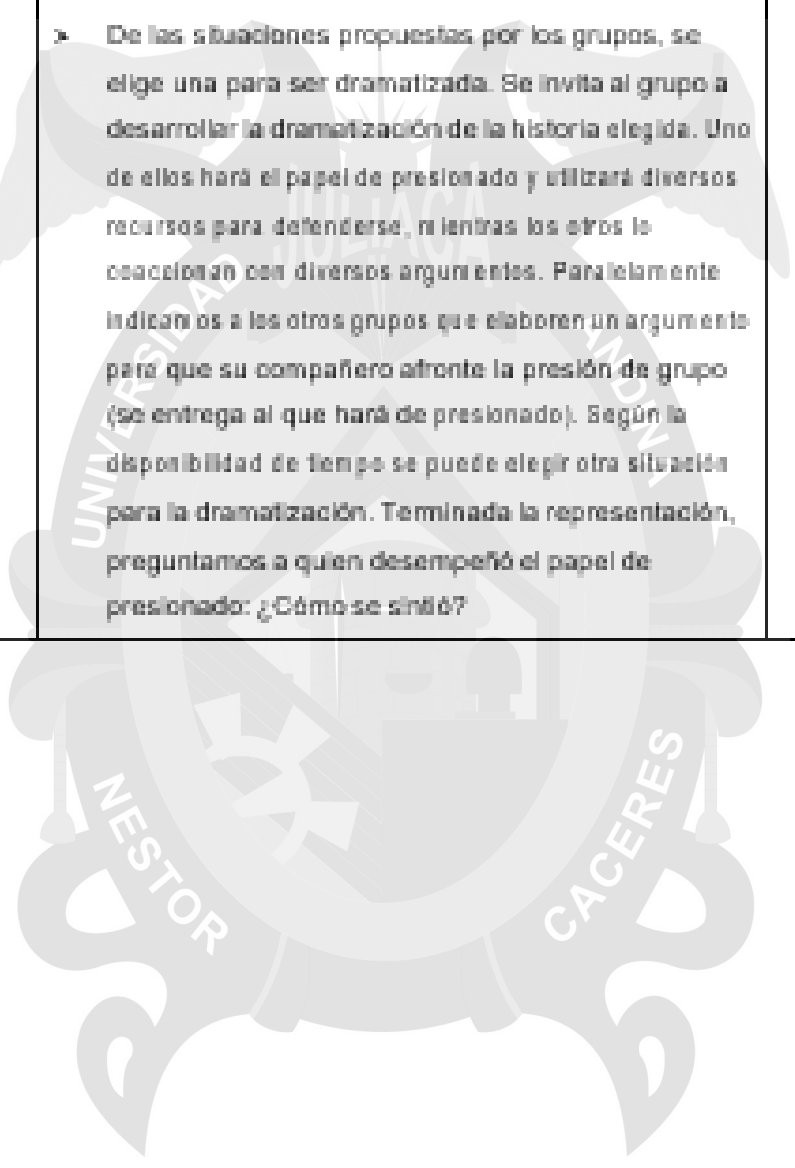 ➤ De las situaciones propuestas por los grupos, se
elige una para ser dramatizada. Se invita al grupo a
desarrollar la dramatización de la historia elegida. Uno
de ellos hará el papel de presionado y utilizará diversos
recursos para defenderse, mientras los otros lo
coaccionan con diversos argumentos. Paralelamente
indicamos a los otros grupos que elaboren un argumento
para que su compañero afronte la presión de grupo
(se entrega al que hará de presionado). Según la
disponibilidad de tiempo se puede elegir otra situación
para la dramatización. Terminada la representación,
preguntamos a quien desempeñó el papel de
presionado: ¿Cómo se sintió?
JULIACA
UNIVERSIDAD
ANDINA
NESTOR
CACERES